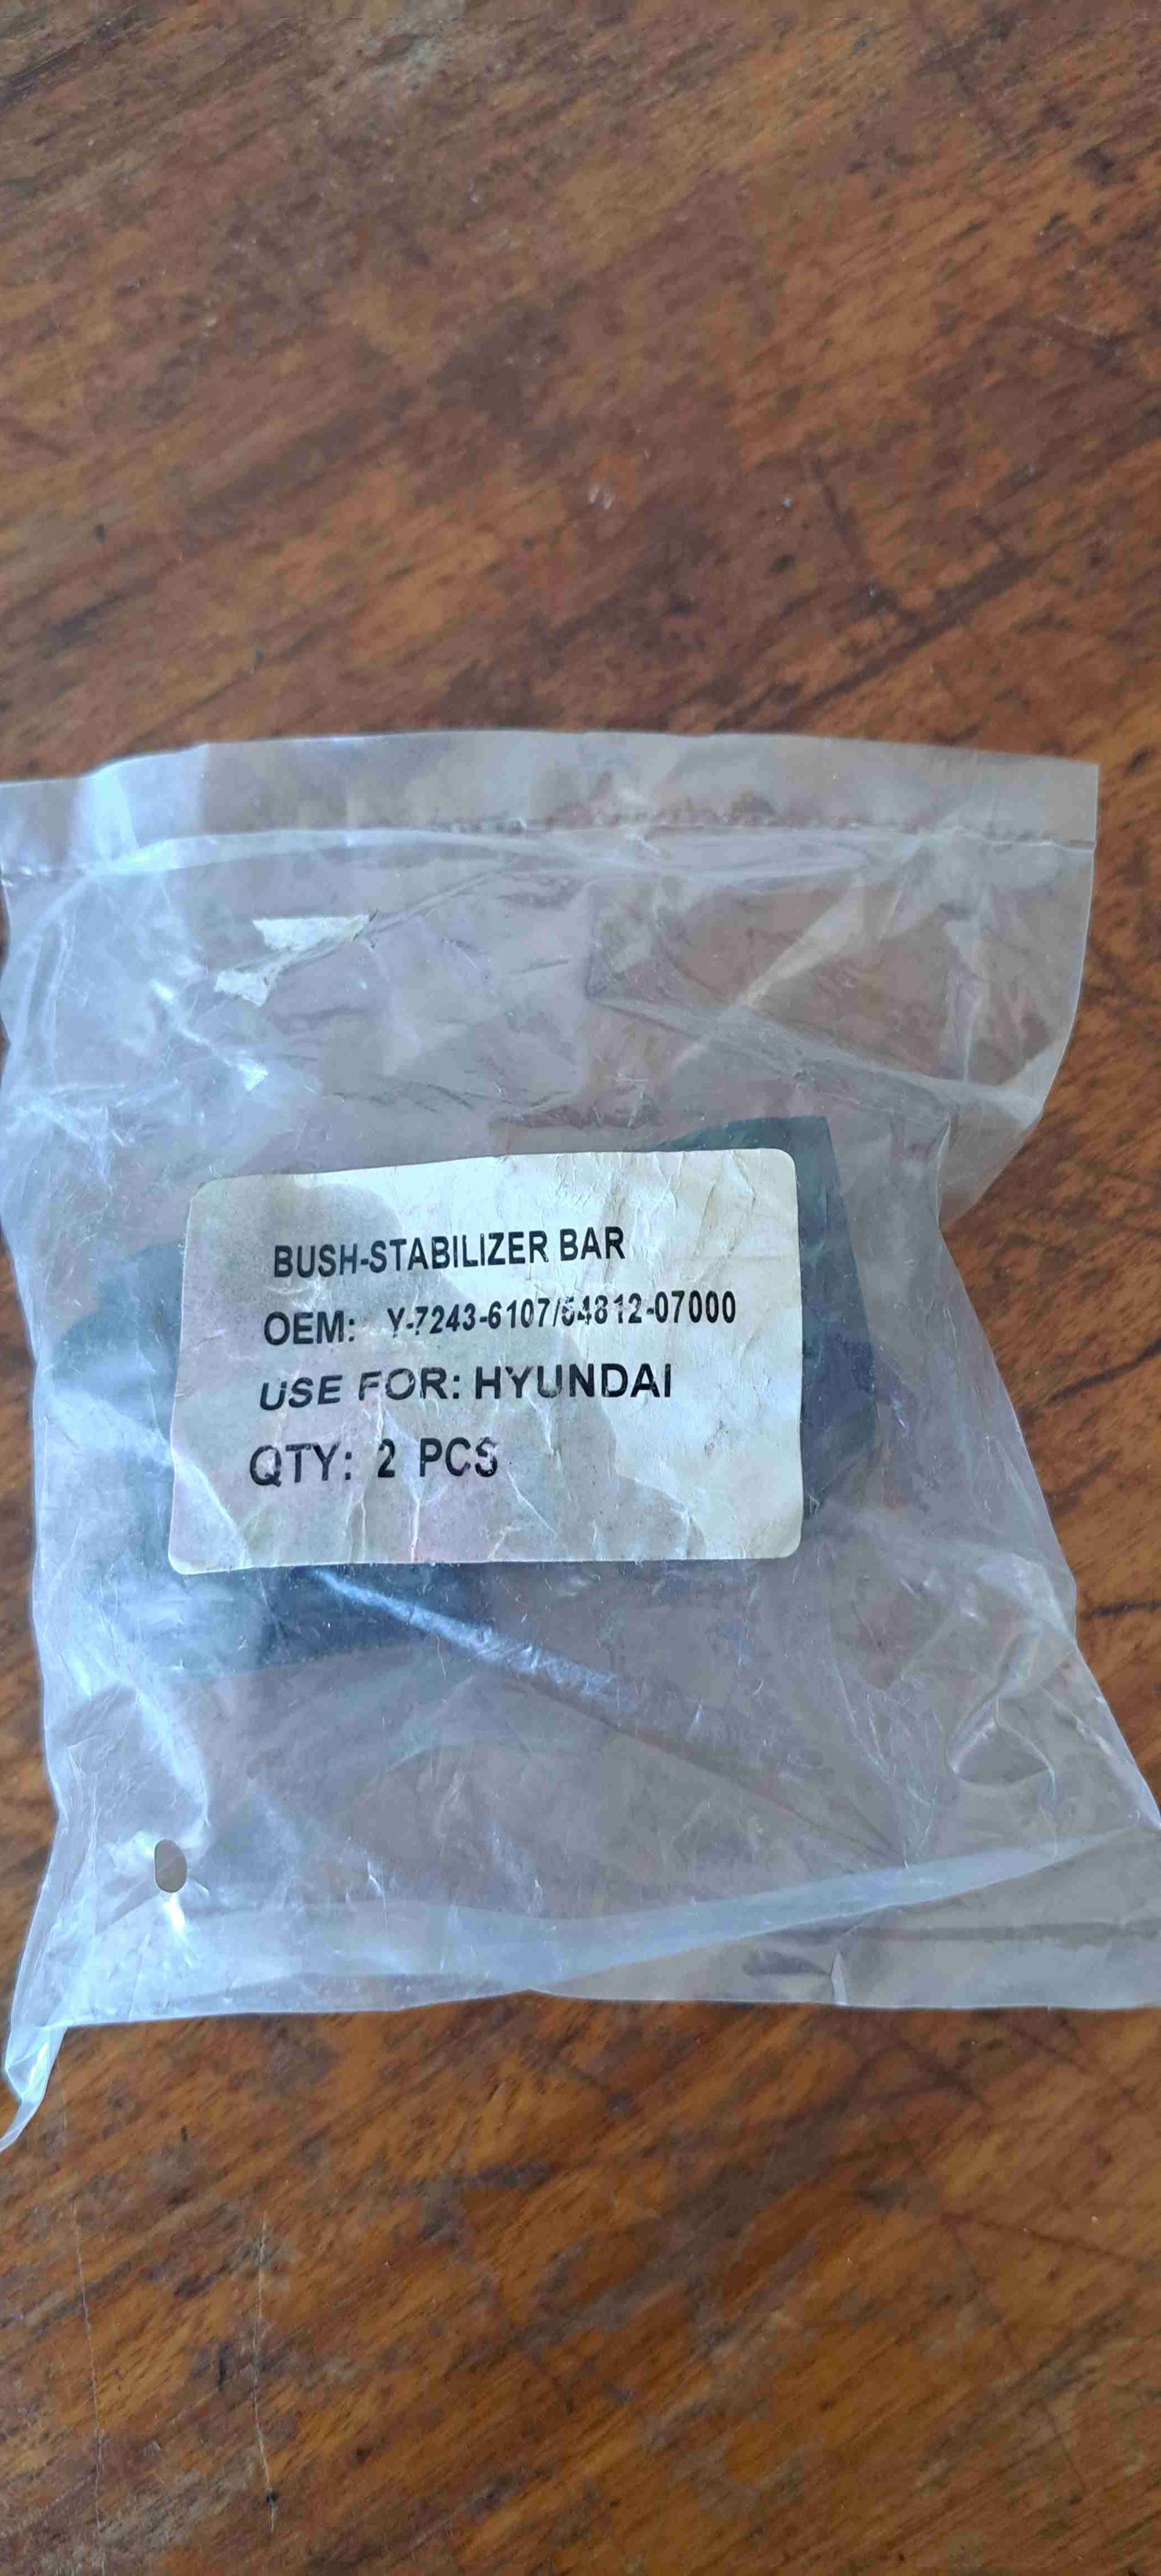 BUSH-STABILIZER BAR
OEM: Y-7243-6107/54812-07000
USE FOR: HYUNDAI
QTY: 2 PCS